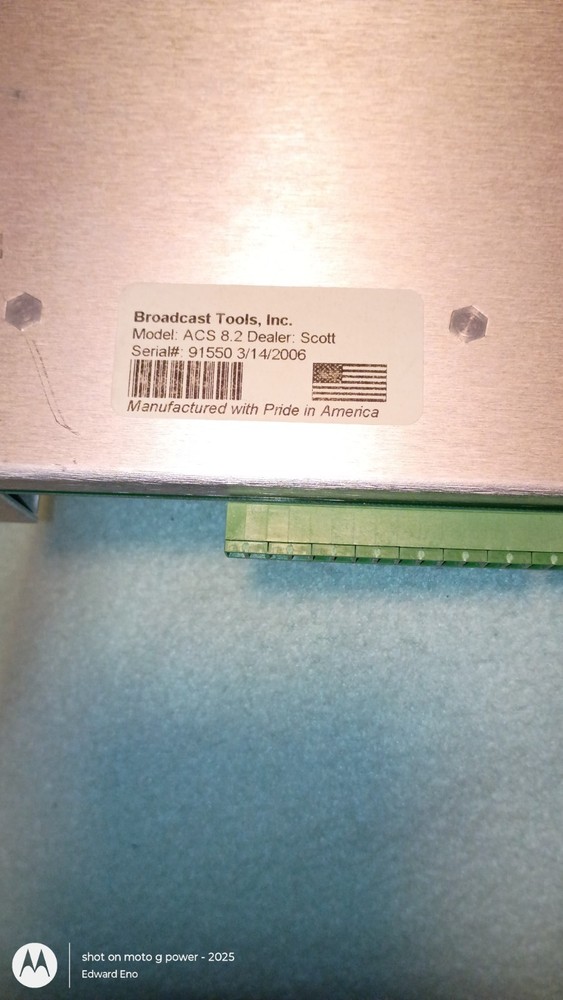 Broadcast Tools, Inc.
Model: ACS 8.2 Dealer: Scott
Serial#: 91550 3/14/2006
Manufactured with Pride in America
shot on moto g power - 2025
Edward Eno